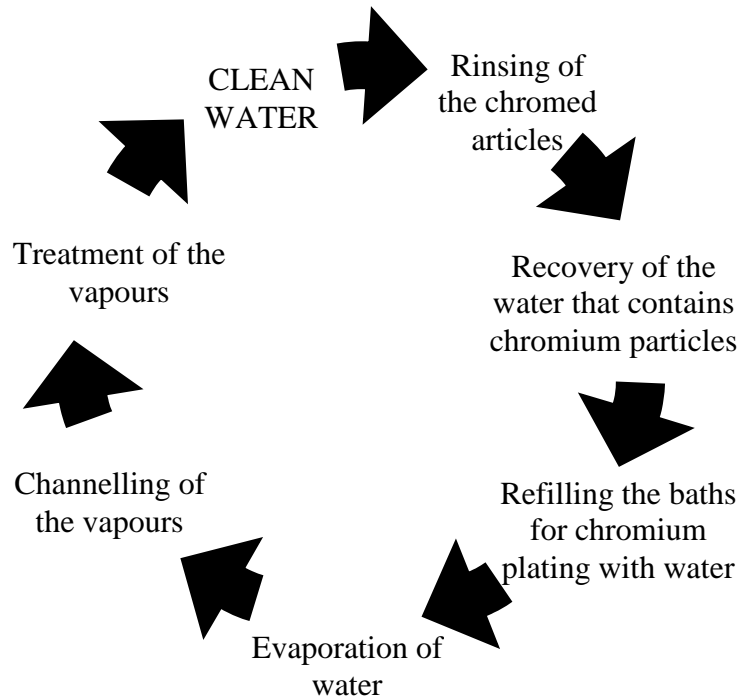 CLEAN
WATER
Rinsing of
the chromed
articles
Recovery of the
water that contains
chromium particles
Refilling the baths
for chromium
plating with water
Evaporation of
water
Channelling of
the vapours
Treatment of the
vapours